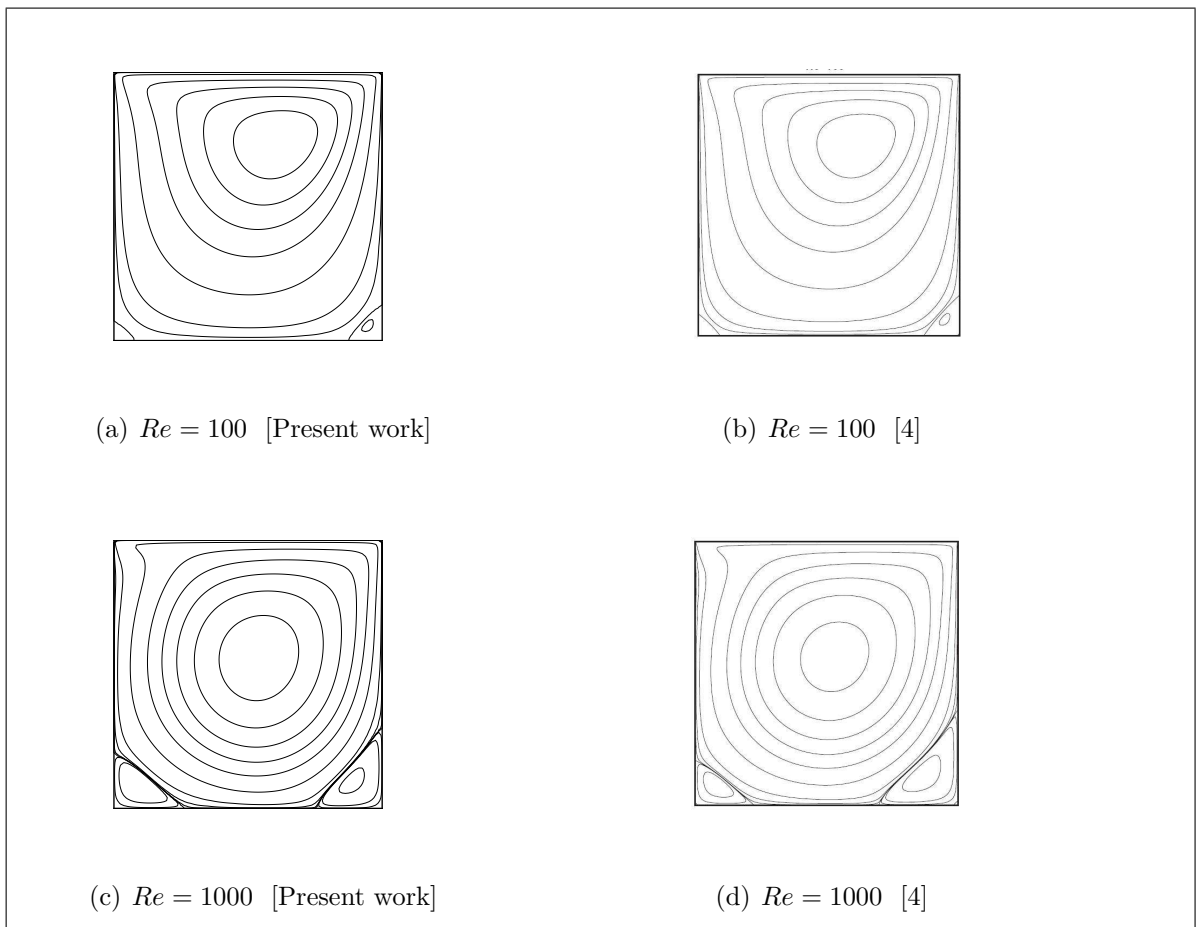 (a) Re = 100 [Present work]
(b) Re = 100 [4]
(c) Re = 1000 [Present work]
(d) Re = 1000 [4]